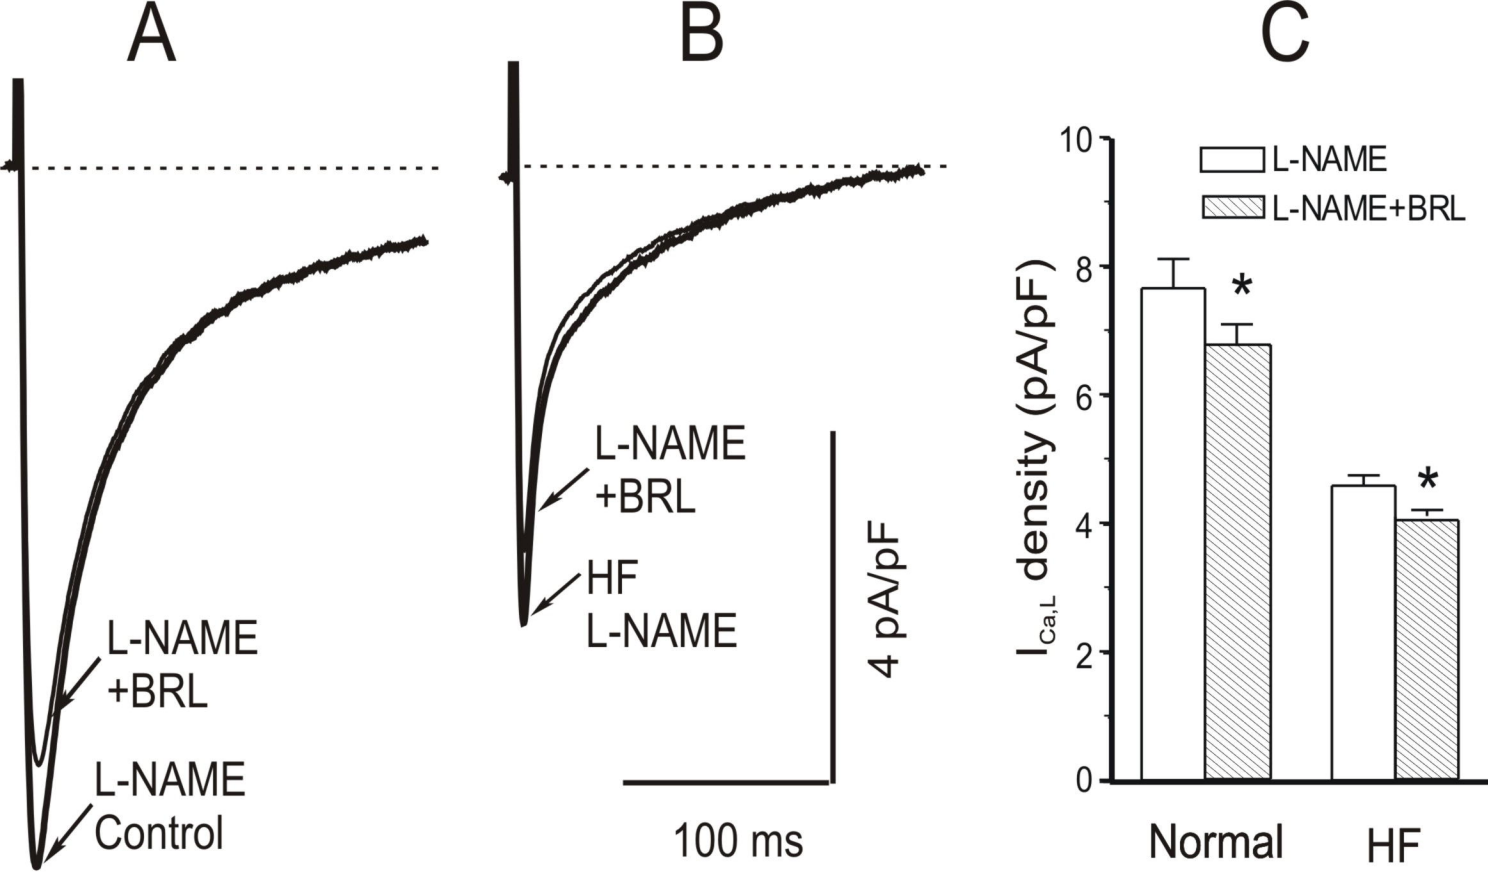 A
B
C
L-NAME
+BRL
L-NAME
Control
L-NAME
+BRL
HF
L-NAME
4 pA/pF
100 ms
I Ca,L density (pA/pF)
10
8
6
4
2
0
L-NAME
L-NAME+BRL
*
*
Normal
HF